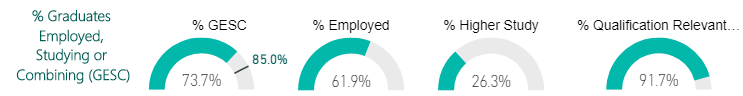 % Graduates
Employed,
Studying or
Combining (GESC)
% GESC
85.0%
73.7%
% Employed
61.9%
% Higher Study
26.3%
% Qualification Relevant...
91.7%